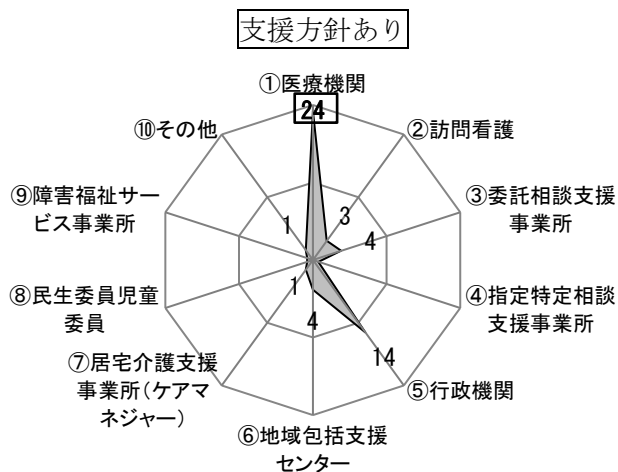 支援方針あり
①医療機関
24
②訪問看護
3
③委託相談支援
事業所
4
④指定特定相談
支援事業所
⑤行政機関
14
⑥地域包括支援
センター
4
⑦居宅介護支援
事業所(ケアマ
ネジャー)
1
⑧民生委員児童
委員
⑨障害福祉サー
ビス事業所
⑩その他
1